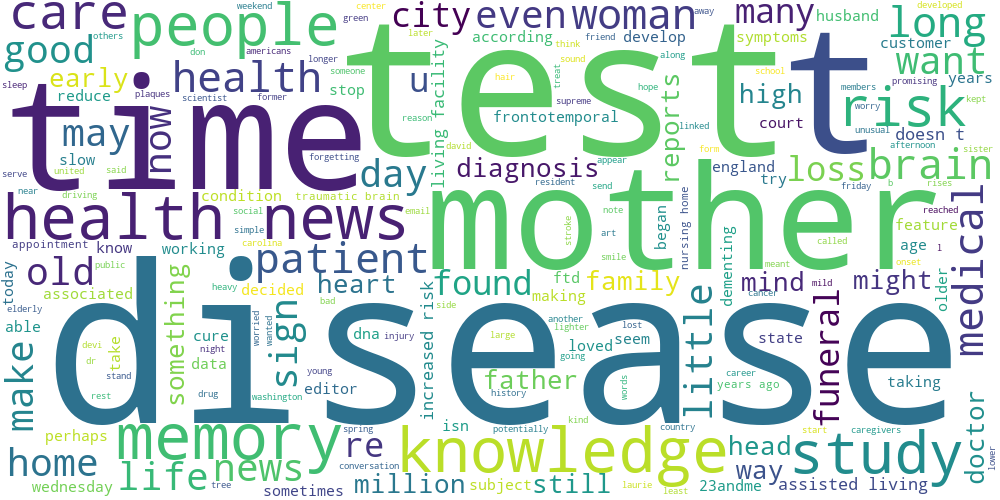 care
people
city
even
woman
many
husband
long
good
according
develop
symptoms
customer
early
health
u
test
t
want
time
disease
mother
risk
years
reduce
stop
may
slow
now
day
living facility
frontotemporal
high
court
reports
doesn t
brain
loss
diagnosis
england
try
health news
condition
traumatic brain
patient
old
know
working
appointment
associated
today
something
decided
heart
found
family
ftd
making
began
nursing home
dementing
mind
might
age
feature
older
medical
able
make
sign
cure
data
dna
editor
increased risk
loved
seem
father
little
state
funeral
years ago
taking
perhaps
memory
home
life
news
re
isn
knowledge
head
way
study
doctor
wednesday
sometimes
million
subject
still
23andme
assisted living
weekend
green
center
away
developed
others
don
americans
later
friend
think
sound
along
sleep
plaques
scientist
former
longer
someone
hair
treat
school
members
worry
promising
kept
reason
supreme
hope
linked
unusual
serve
united
said
forgetting
david
appear
form
afternoon
sister
near
driving
resident
send
friday
b
rises
social
email
note
art
stroke
smile
called
reached
1
simple
carolina
meant
mild
onset
public
heavy
bad
side
another
cancer
elderly
worried
wanted
large
lighter
lost
going
devi
dr
take
stand
night
injury
young
drug
washington
history
words
career
rest
spring
potentially
kind
country
start
caregivers
tree
conversation
laurie
least
lower